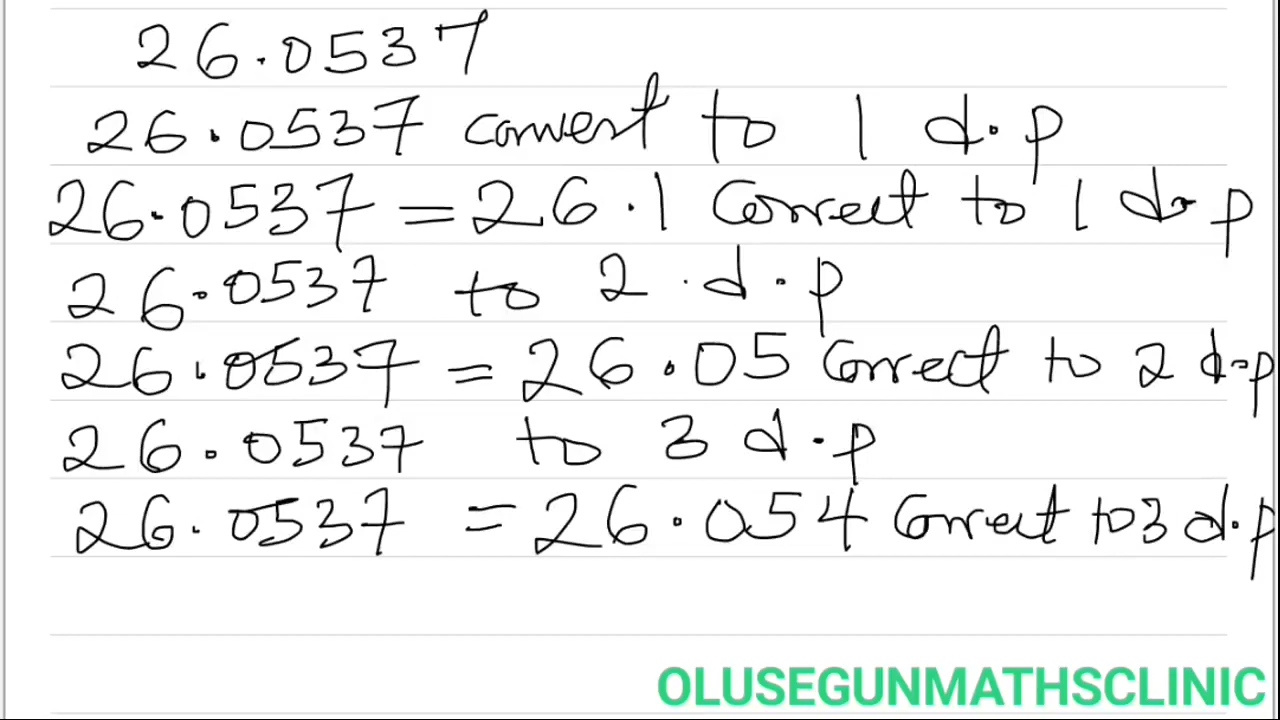 26.0537
26.0537 convert to 1 d.p
26.0537 = 26.1 Correct to 1 d.p
26.0537 to 2.d.p
26.0537 = 26.05 Correct to 2 d.p
26.0537 to 3 d.p
26.0537 = 26.054 Correct to 3 d.p
OLUSEGUNMATHSCLINIC